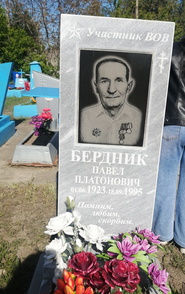 Участник ВОВ
БЕРДНИК
ПАВЕЛ
ПЛАТОНОВИЧ
1923 1995
Помним,
любим,
скорбим...